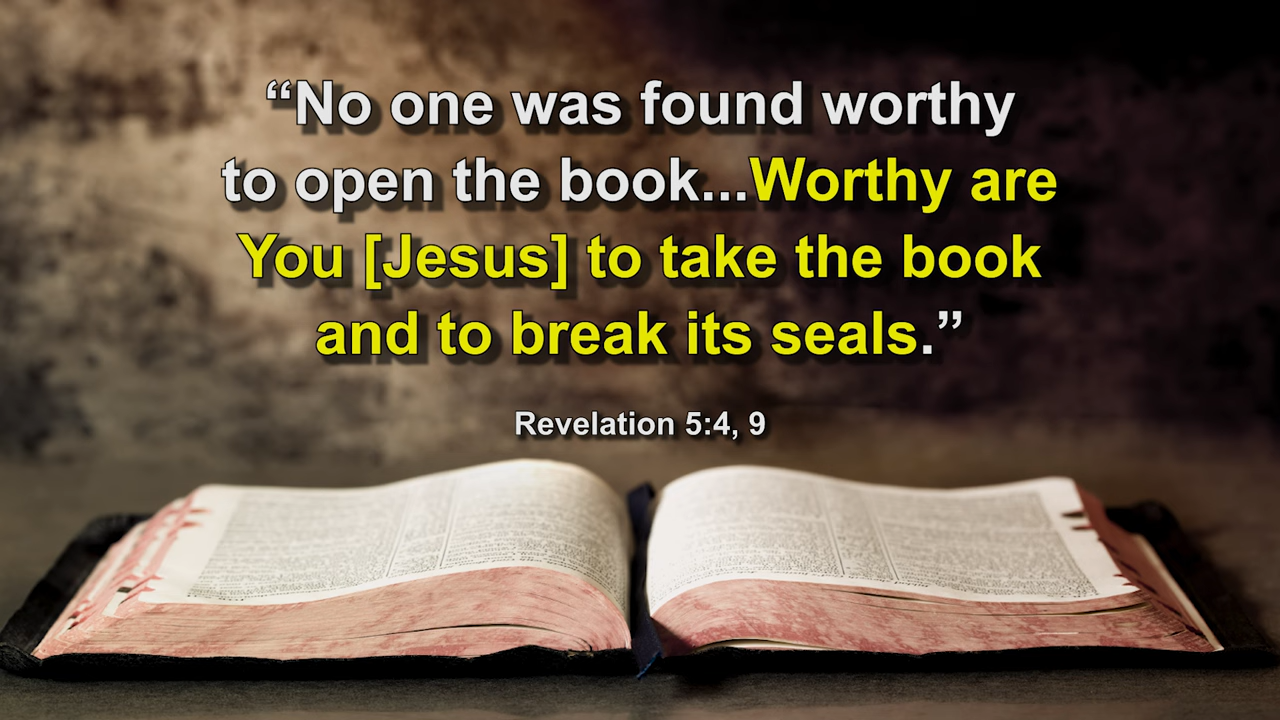 “No one was found worthy
to open the book...Worthy are
You [Jesus] to take the book
and to break its seals.”
Revelation 5:4, 9